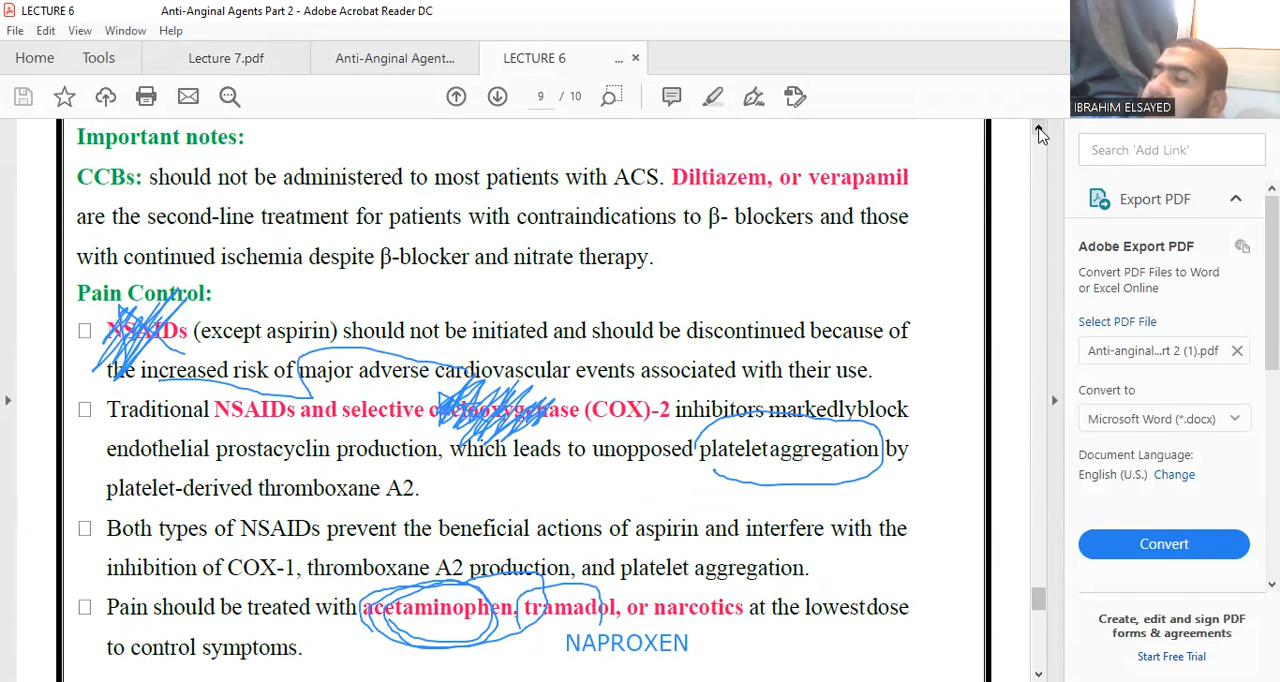 LECTURE 6
Anti-Anginal Agents Part 2 - Adobe Acrobat Reader DC
File Edit View Window Help
Home Tools Lecture 7.pdf Anti-Anginal Agent... LECTURE 6 ... ×
9 / 10
IBRAHIM ELSAYED
Important notes:
CCBs: should not be administered to most patients with ACS. Diltiazem, or verapamil
are the second-line treatment for patients with contraindications to β- blockers and those
with continued ischemia despite β-blocker and nitrate therapy.
Pain Control:
NSAIDs (except aspirin) should not be initiated and should be discontinued because of
the increased risk of major adverse cardiovascular events associated with their use.
Traditional NSAIDs and selective cyclooxygenase (COX)-2 inhibitors markedlyblock
endothelial prostacyclin production, which leads to unopposed plateletaggregation by
platelet-derived thromboxane A2.
Both types of NSAIDs prevent the beneficial actions of aspirin and interfere with the
inhibition of COX-1, thromboxane A2 production, and platelet aggregation.
Pain should be treated with acetaminophen, tramadol, or narcotics at the lowestdose
to control symptoms.
NAPROXEN
Search 'Add Link'
Export PDF
Adobe Export PDF
Convert PDF Files to Word
or Excel Online
Select PDF File
Anti-anginal...rt 2 (1).pdf
Convert to
Microsoft Word (*.docx)
Document Language:
English (U.S.) Change
Convert
Create, edit and sign PDF
forms & agreements
Start Free Trial